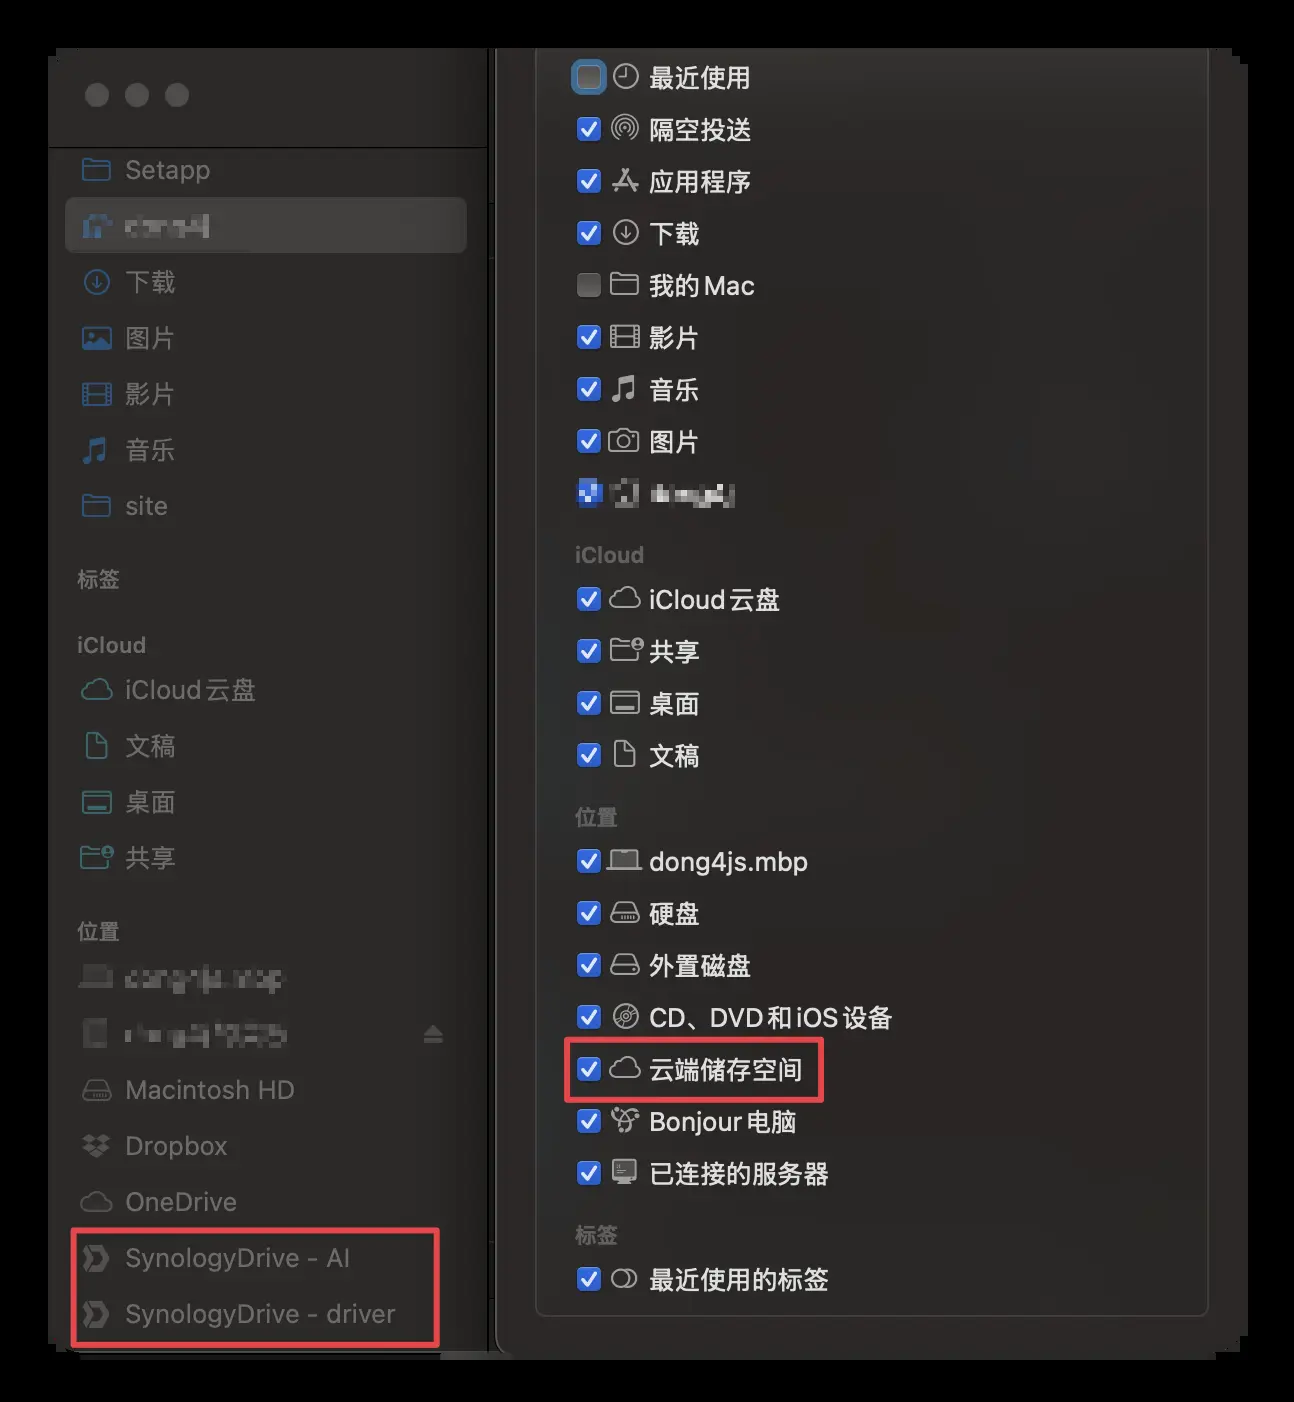 Setapp
下载
图片
影片
音乐
site
标签
iCloud
iCloud云盘
文稿
桌面
共享
位置
Macintosh HD
Dropbox
OneDrive
SynologyDrive - AI
SynologyDrive - driver
最近使用
隔空投送
应用程序
下载
我的Mac
影片
音乐
图片
iCloud
iCloud云盘
共享
桌面
文稿
位置
dong4js.mbp
硬盘
外置磁盘
CD、DVD和iOS设备
云端储存空间
Bonjour电脑
已连接的服务器
标签
最近使用的标签